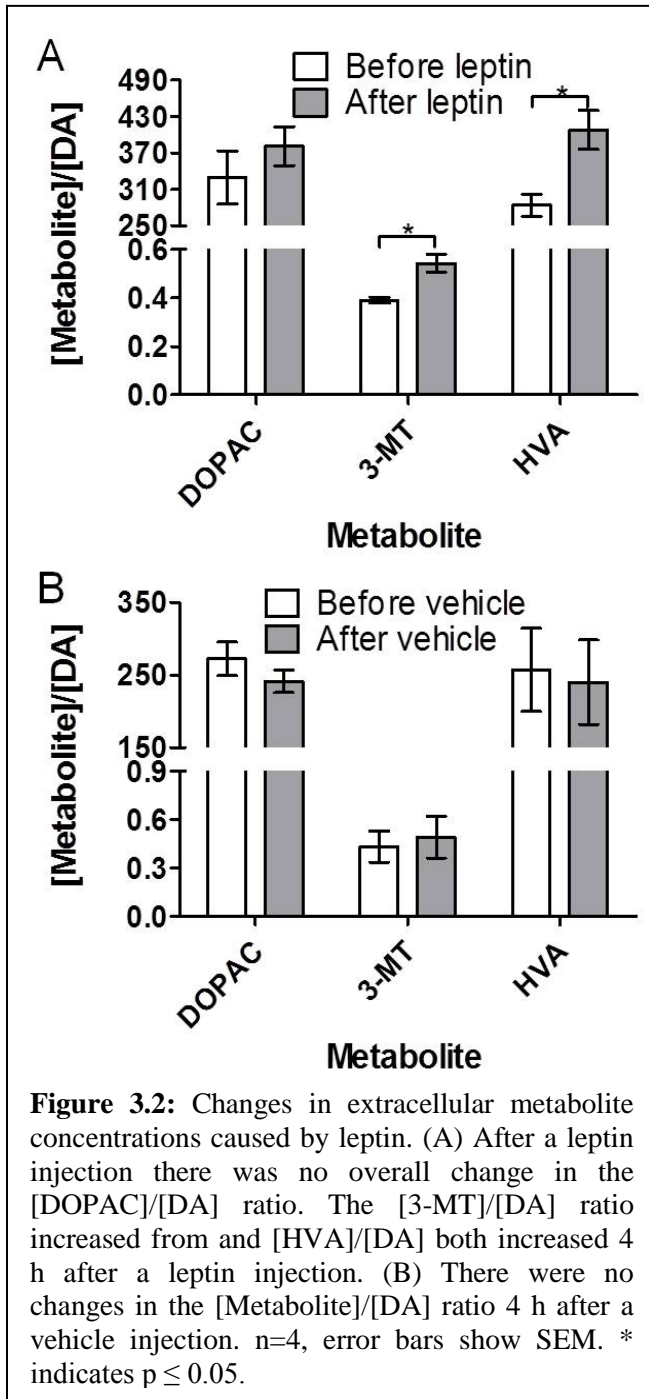 A
Before leptin
After leptin
[Metabolite]/[DA]
490
430
370
310
250
0.6
0.4
0.2
0.0
*
*
DOPAC
3-MT
HVA
Metabolite
B
Before vehicle
After vehicle
[Metabolite]/[DA]
350
250
150
0.9
0.6
0.3
0.0
DOPAC
3-MT
HVA
Metabolite
Figure 3.2: Changes in extracellular metabolite
concentrations caused by leptin. (A) After a leptin
injection there was no overall change in the
[DOPAC]/[DA] ratio. The [3-MT]/[DA] ratio
increased from and [HVA]/[DA] both increased 4
h after a leptin injection. (B) There were no
changes in the [Metabolite]/[DA] ratio 4 h after a
vehicle injection. n=4, error bars show SEM. *
indicates p ≤ 0.05.